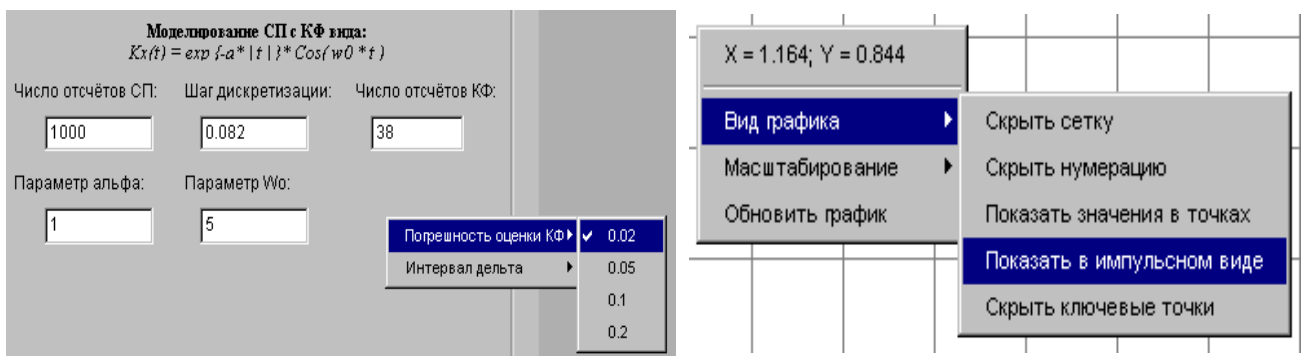 Моделирование СП с КФ вида:
Kx(t) = exp {-a* | t | }* Cos( w0 * t )
Число отсчётов СП: Шаг дискретизации: Число отсчётов КФ:
1000 0.082 38
Параметр альфа: Параметр Wo:
1 5
Погрешность оценки КФ ✓ 0.02
Интервал дельта 0.05
0.1
0.2
X = 1.164; Y = 0.844
Вид графика
Масштабирование
Обновить график
Скрыть сетку
Скрыть нумерацию
Показать значения в точках
Показать в импульсном виде
Скрыть ключевые точки